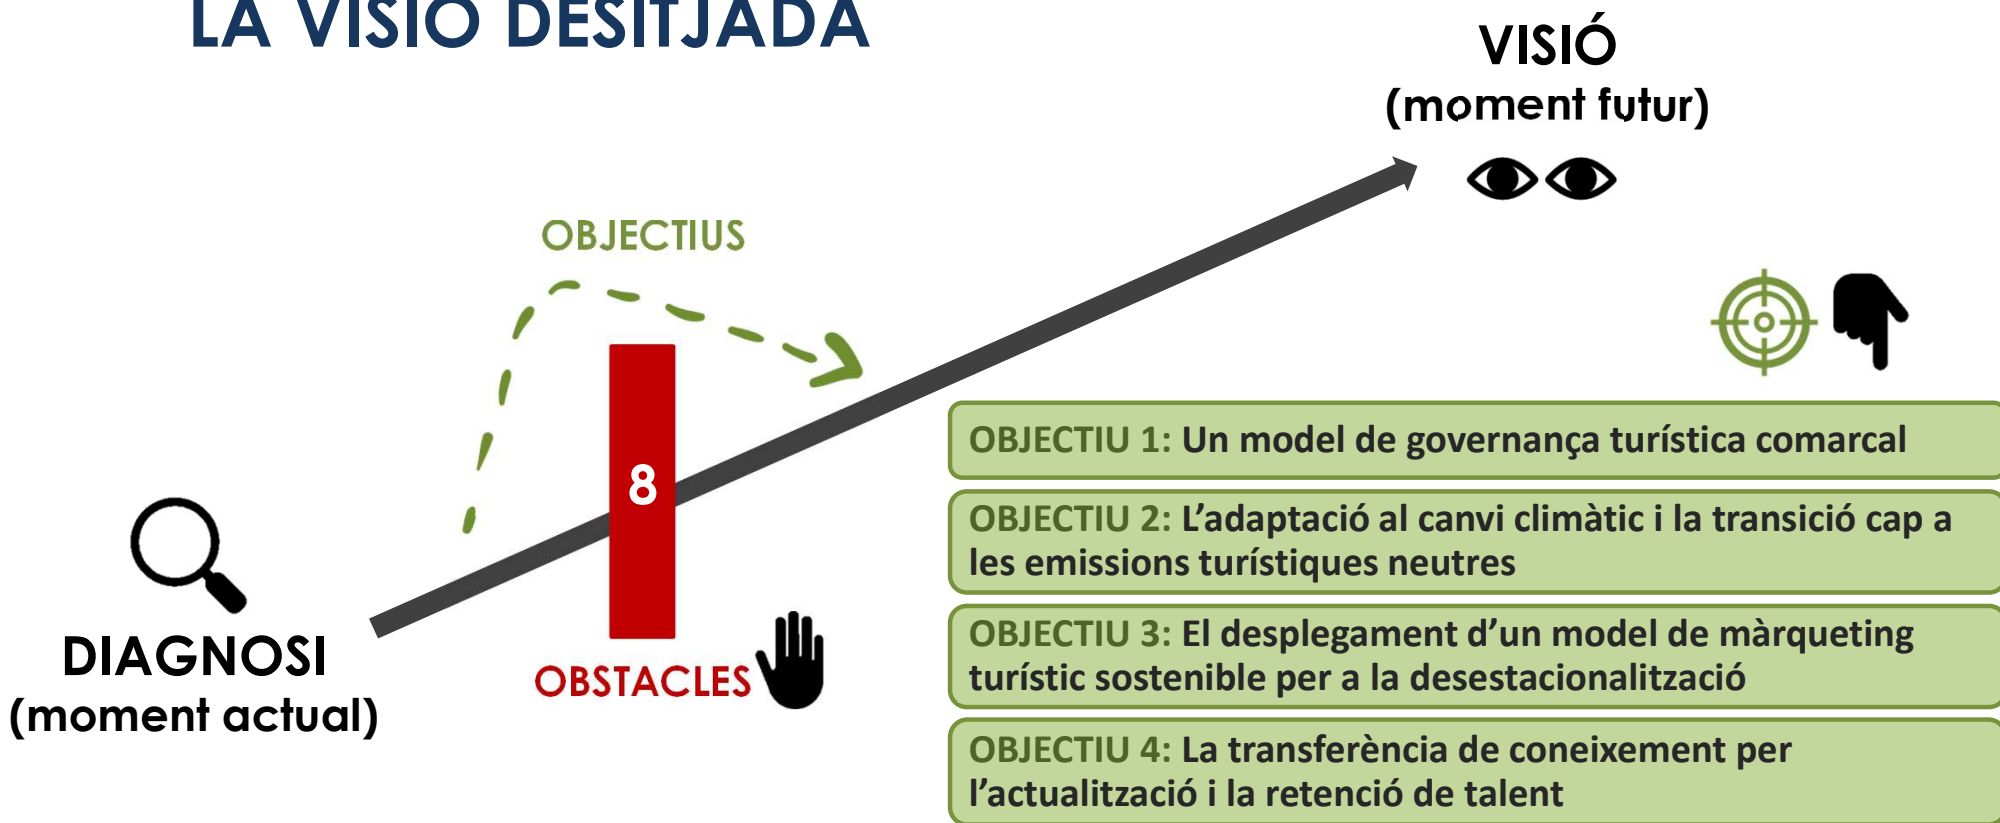 LA VISIÓ DESITJADA
VISIÓ
(moment futur)
OBJECTIUS
8
OBSTACLES
DIAGNOSI
(moment actual)
OBJECTIU 1: Un model de governança turística comarcal
OBJECTIU 2: L’adaptació al canvi climàtic i la transició cap a
les emissions turístiques neutres
OBJECTIU 3: El desplegament d’un model de màrqueting
turístic sostenible per a la desestacionalització
OBJECTIU 4: La transferència de coneixement per
l’actualització i la retenció de talent